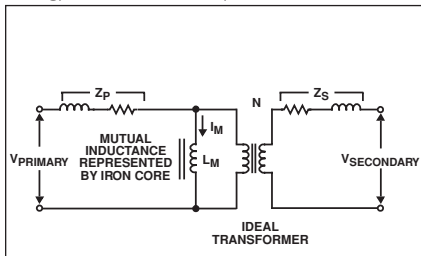 ZP
ZS
N
IM
MUTUAL
INDUCTANCE
REPRESENTED
BY IRON CORE
LM
VPRIMARY
VSECONDARY
IDEAL
TRANSFORMER